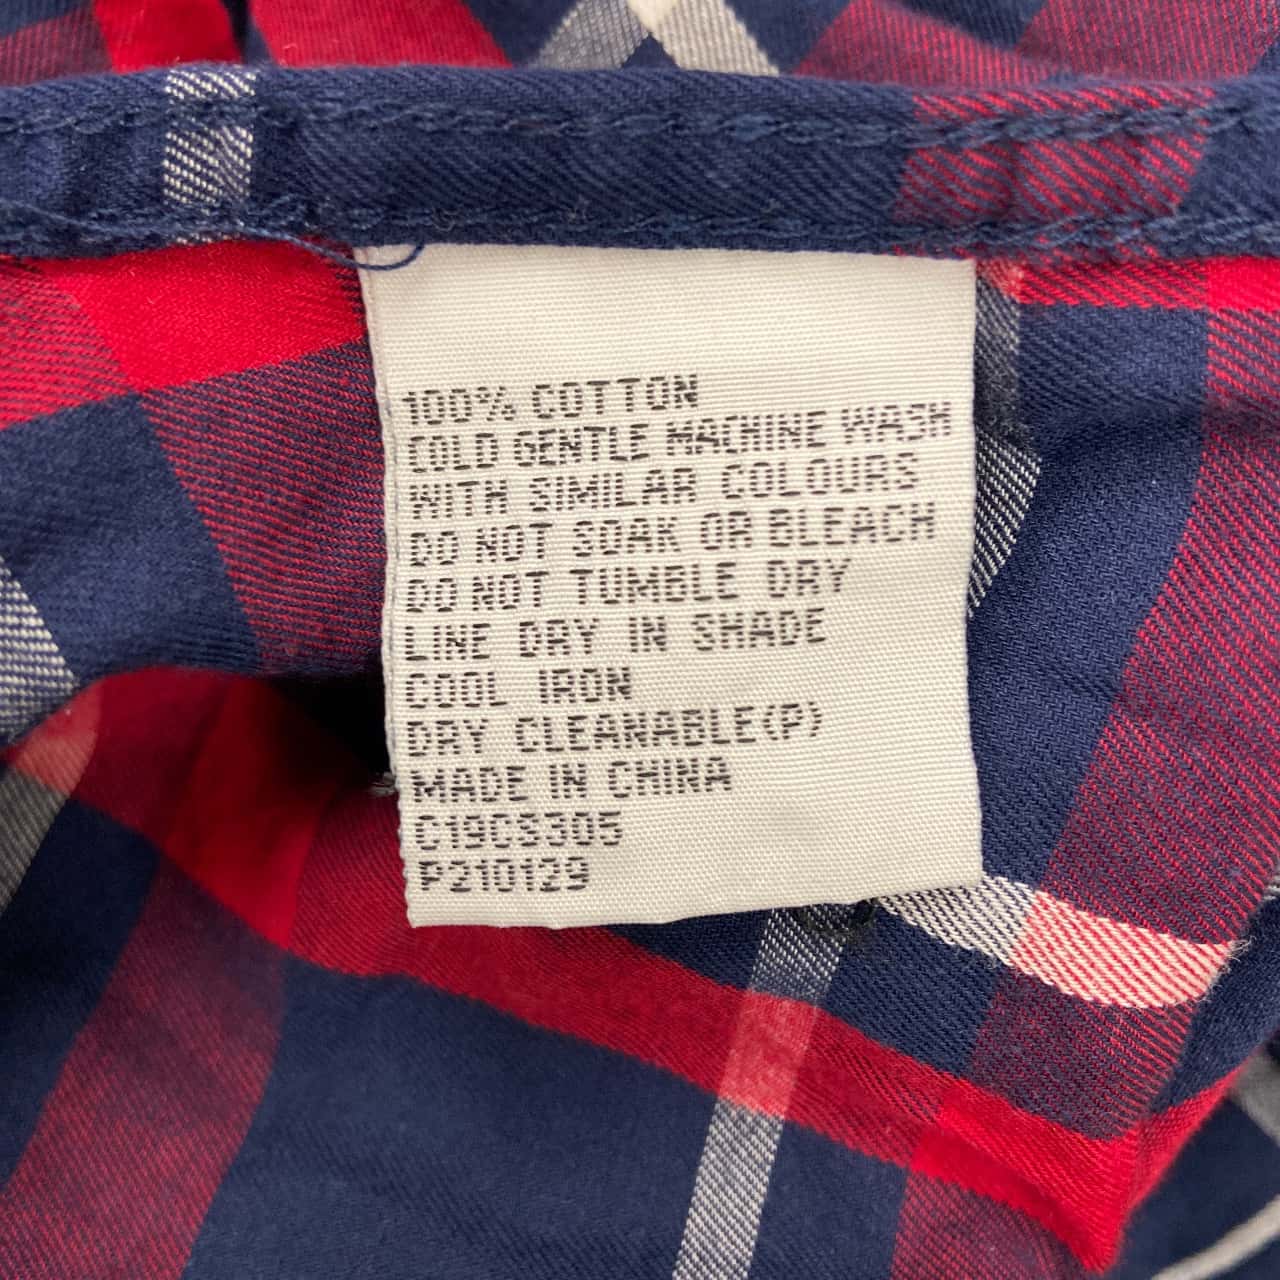 100% COTTON
COLD GENTLE MACHINE WASH
WITH SIMILAR COLOURS
DO NOT SOAK OR BLEACH
DO NOT TUMBLE DRY
LINE DRY IN SHADE
COOL IRON
DRY CLEANABLE(P)
MADE IN CHINA
C19CS305
P210129